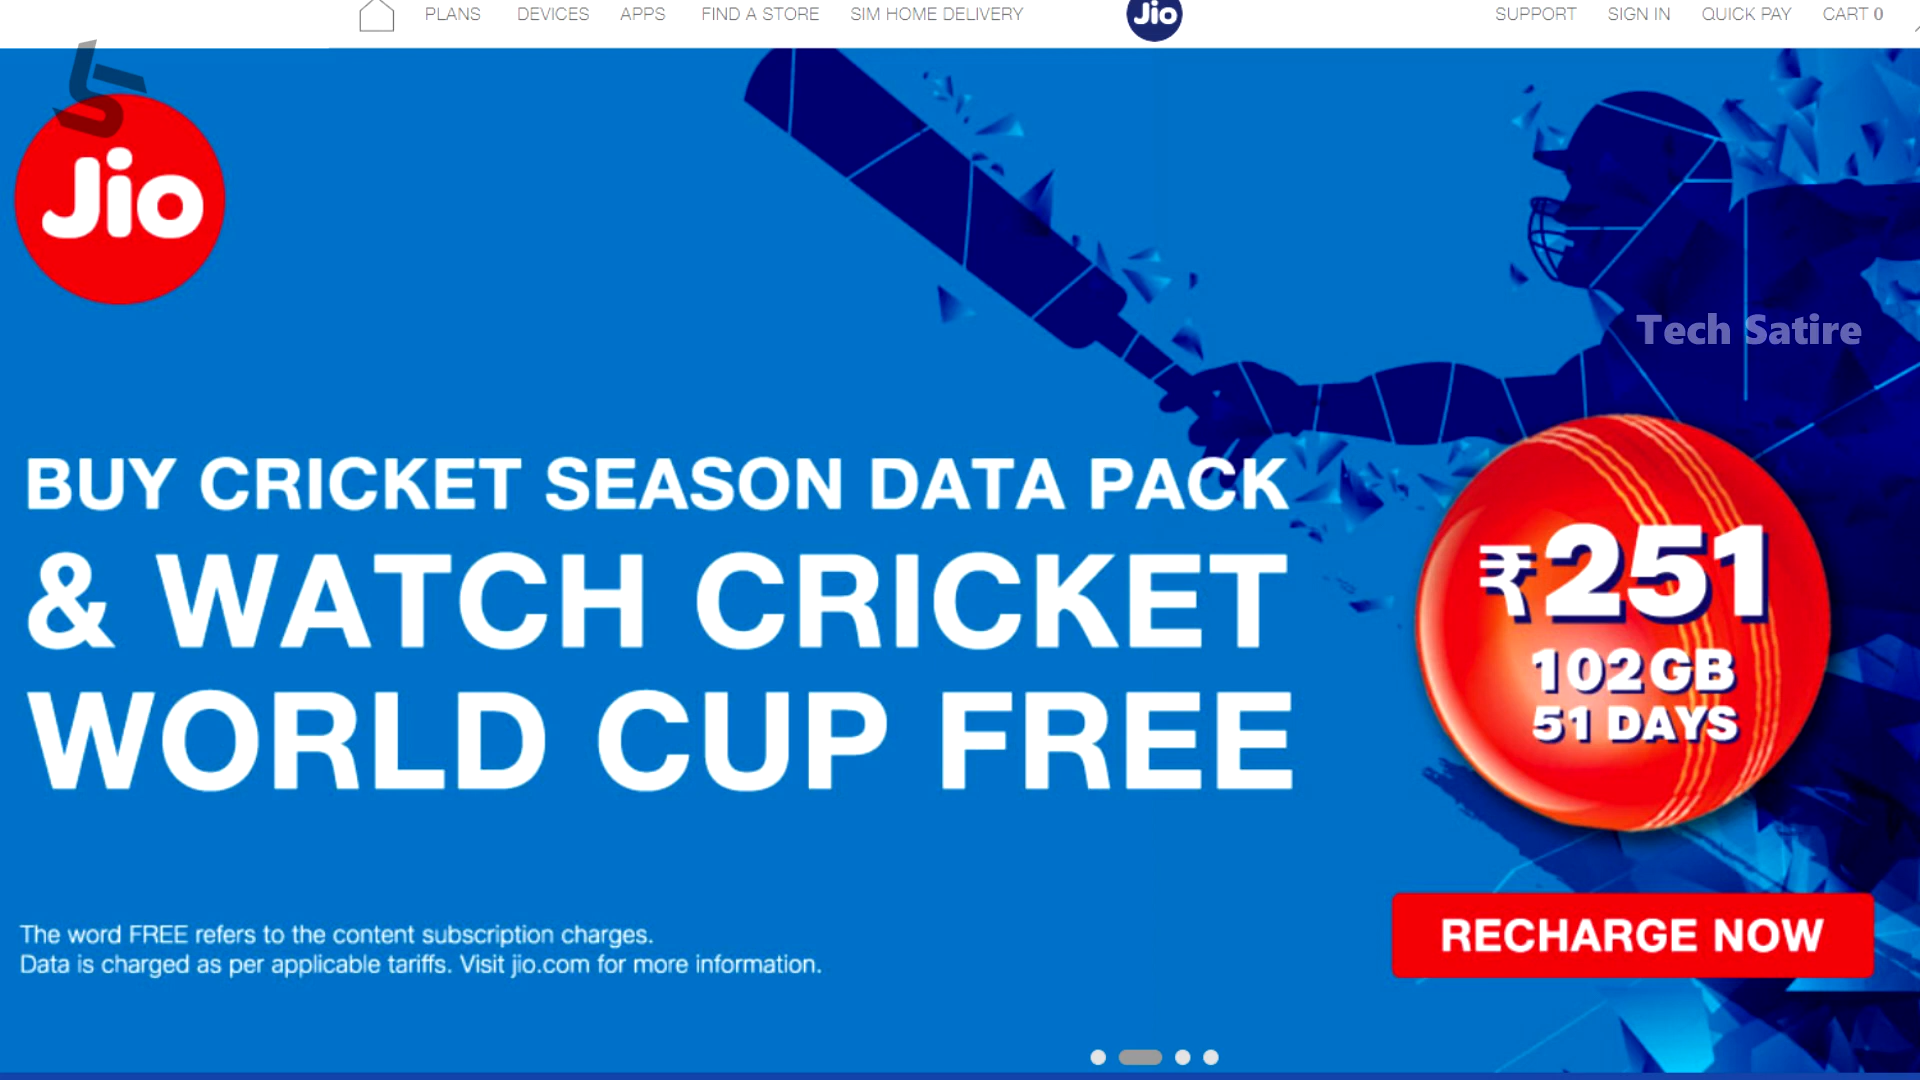 PLANS DEVICES APPS FIND A STORE SIM HOME DELIVERY Jio SUPPORT SIGN IN QUICK PAY CART 0
Jio
Tech Satire
BUY CRICKET SEASON DATA PACK
& WATCH CRICKET
WORLD CUP FREE
₹251
102GB
51 DAYS
The word FREE refers to the content subscription charges.
Data is charged as per applicable tariffs. Visit jio.com for more information.
RECHARGE NOW